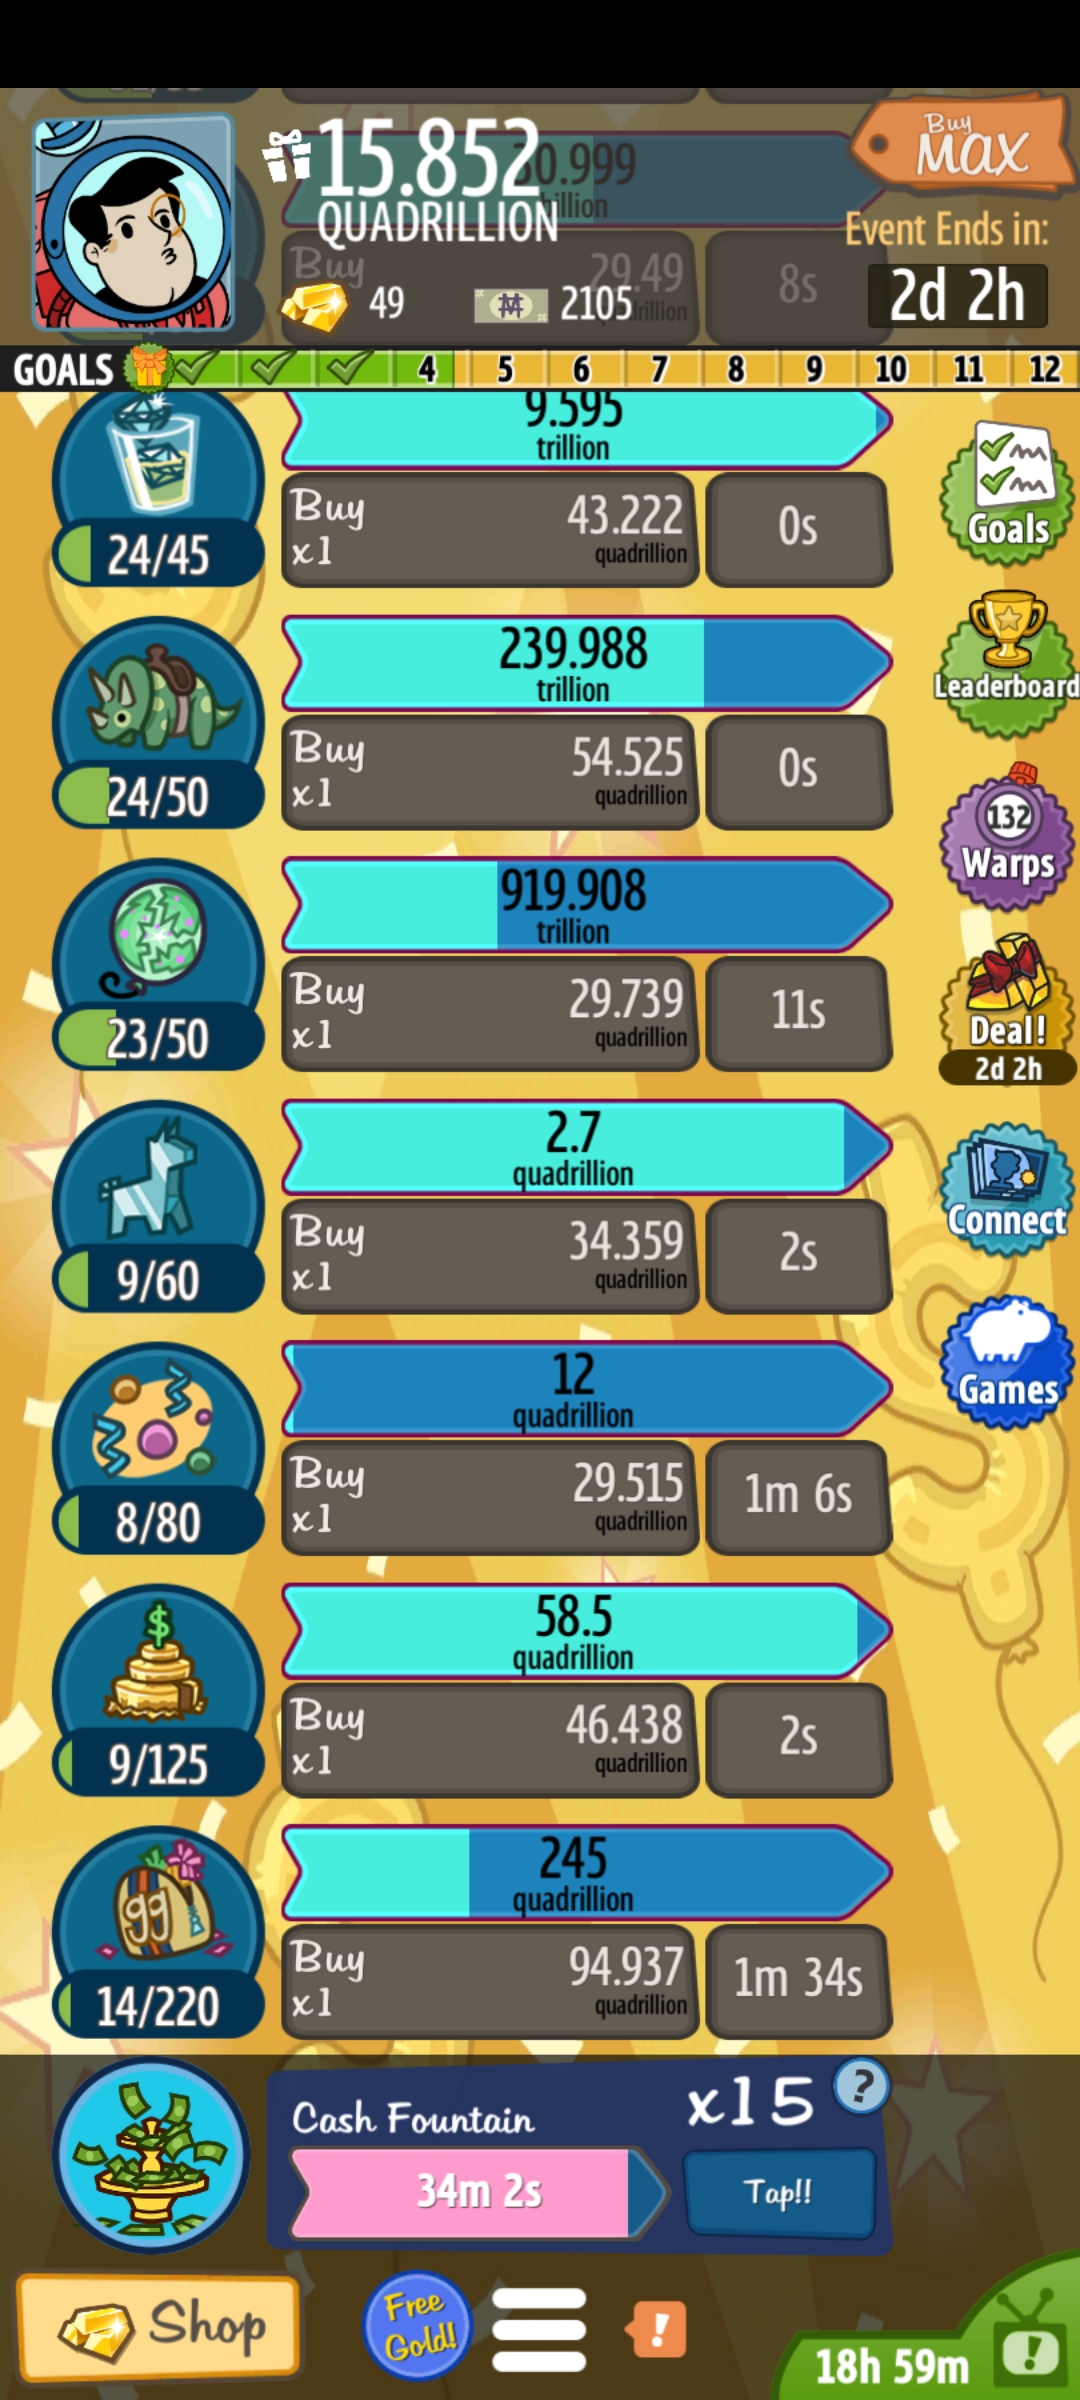 15.852
QUADRILLION
30.999
Buy
MAX
Event Ends in:
2d 2h
Buy
29.49
8s
49
2105
GOALS 4 5 6 7 8 9 10 11 12
9.595
trillion
24/45
Buy
x1
43.222
quadrillion
0s
Goals
239.988
trillion
24/50
Buy
x1
54.525
quadrillion
0s
Leaderboard
132
Warps
919.908
trillion
23/50
Buy
x1
29.739
quadrillion
11s
Deal!
2d 2h
2.7
quadrillion
9/60
Buy
x1
34.359
quadrillion
2s
Connect
12
quadrillion
8/80
Buy
x1
29.515
quadrillion
1m 6s
Games
$
58.5
quadrillion
9/125
Buy
x1
46.438
quadrillion
2s
99
245
quadrillion
14/220
Buy
x1
94.937
quadrillion
1m 34s
Cash Fountain
x15
?
34m 2s
Tap!!
Shop
Free
Gold!
!
18h 59m
!